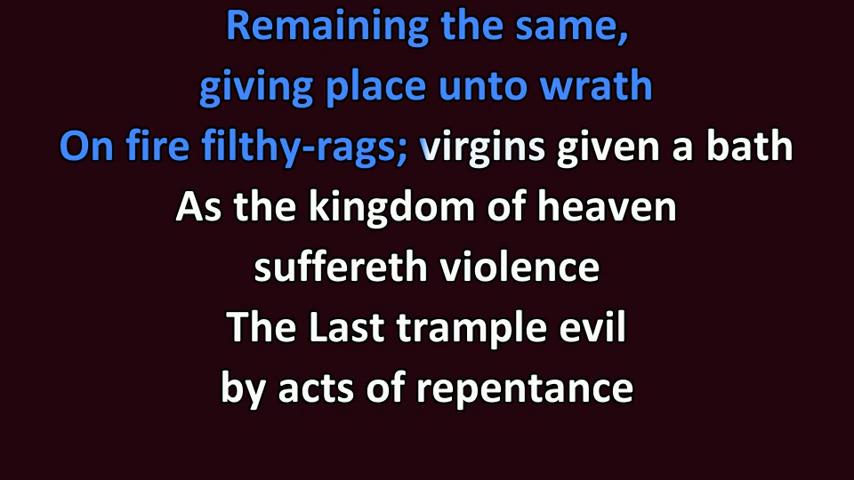 Remaining the same,
giving place unto wrath
On fire filthy-rags; virgins given a bath
As the kingdom of heaven
suffereth violence
The Last trample evil
by acts of repentance